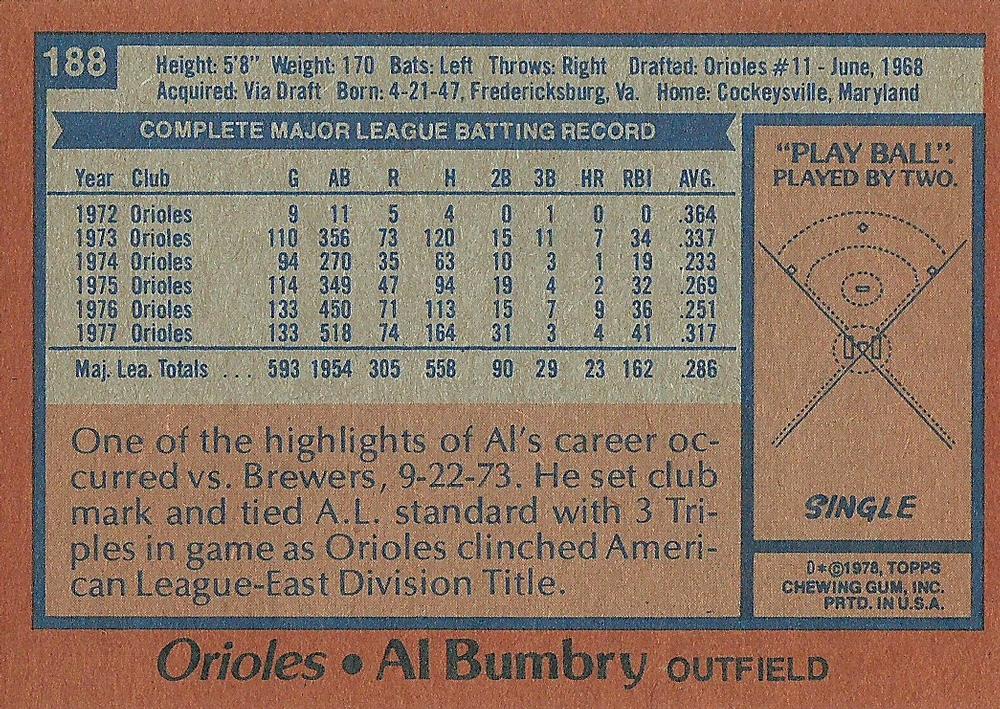 188
Height: 5'8" Weight: 170 Bats: Left Throws: Right Drafted: Orioles #11 - June, 1968
Acquired: Via Draft Born: 4-21-47, Fredericksburg, Va. Home: Cockeysville, Maryland
COMPLETE MAJOR LEAGUE BATTING RECORD
Year Club G AB R H 2B 3B HR RBI AVG.
1972 Orioles 9 11 5 4 0 1 0 0 .364
1973 Orioles 110 356 73 120 15 11 7 34 .337
1974 Orioles 94 270 35 63 10 3 1 19 .233
1975 Orioles 114 349 47 94 19 4 2 32 .269
1976 Orioles 133 450 71 113 15 7 9 36 .251
1977 Orioles 133 518 74 164 31 3 4 41 .317
Maj. Lea. Totals . . . 593 1954 305 558 90 29 23 162 .286
One of the highlights of Al's career oc-
curred vs. Brewers, 9-22-73. He set club
mark and tied A.L. standard with 3 Tri-
ples in game as Orioles clinched Ameri-
can League-East Division Title.
"PLAY BALL".
PLAYED BY TWO.
SINGLE
D*©1978, TOPPS
CHEWING GUM, INC.
PRTD. IN U.S.A.
Orioles • Al Bumbry OUTFIELD